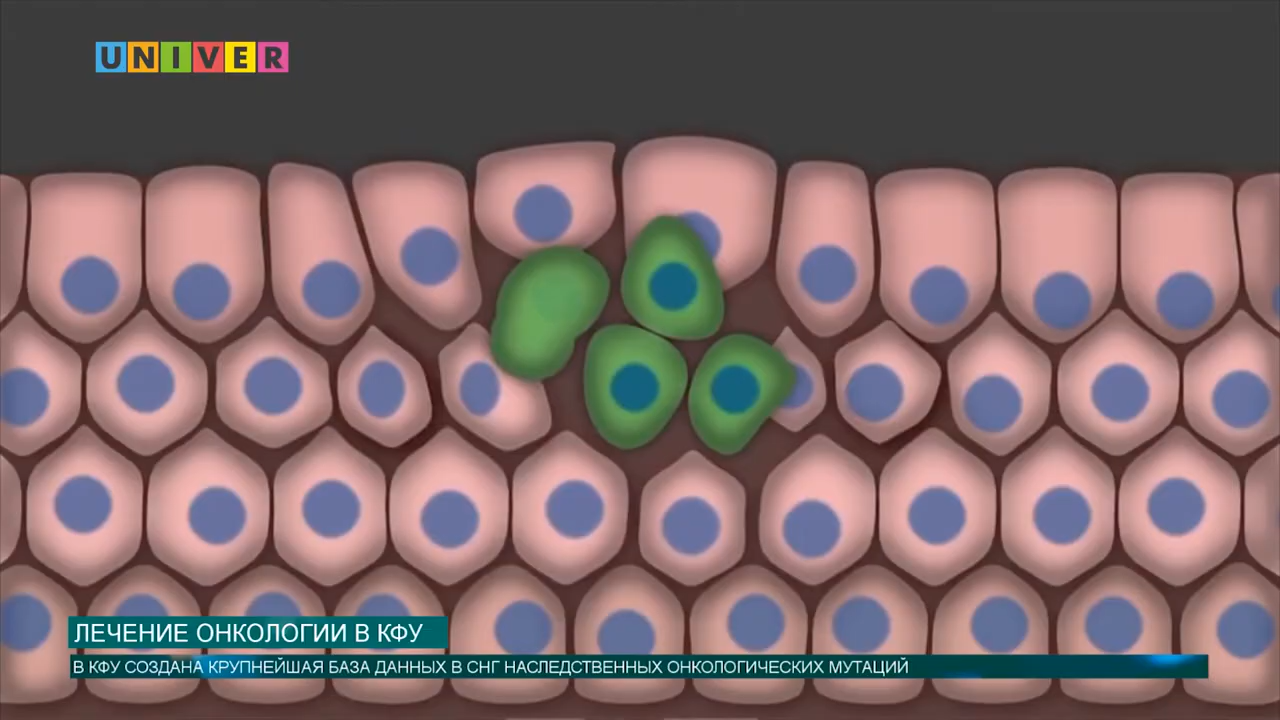 UNIVER
ЛЕЧЕНИЕ ОНКОЛОГИИ В КФУ
В КФУ СОЗДАНА КРУПНЕЙШАЯ БАЗА ДАННЫХ В СНГ НАСЛЕДСТВЕННЫХ ОНКОЛОГИЧЕСКИХ МУТАЦИЙ